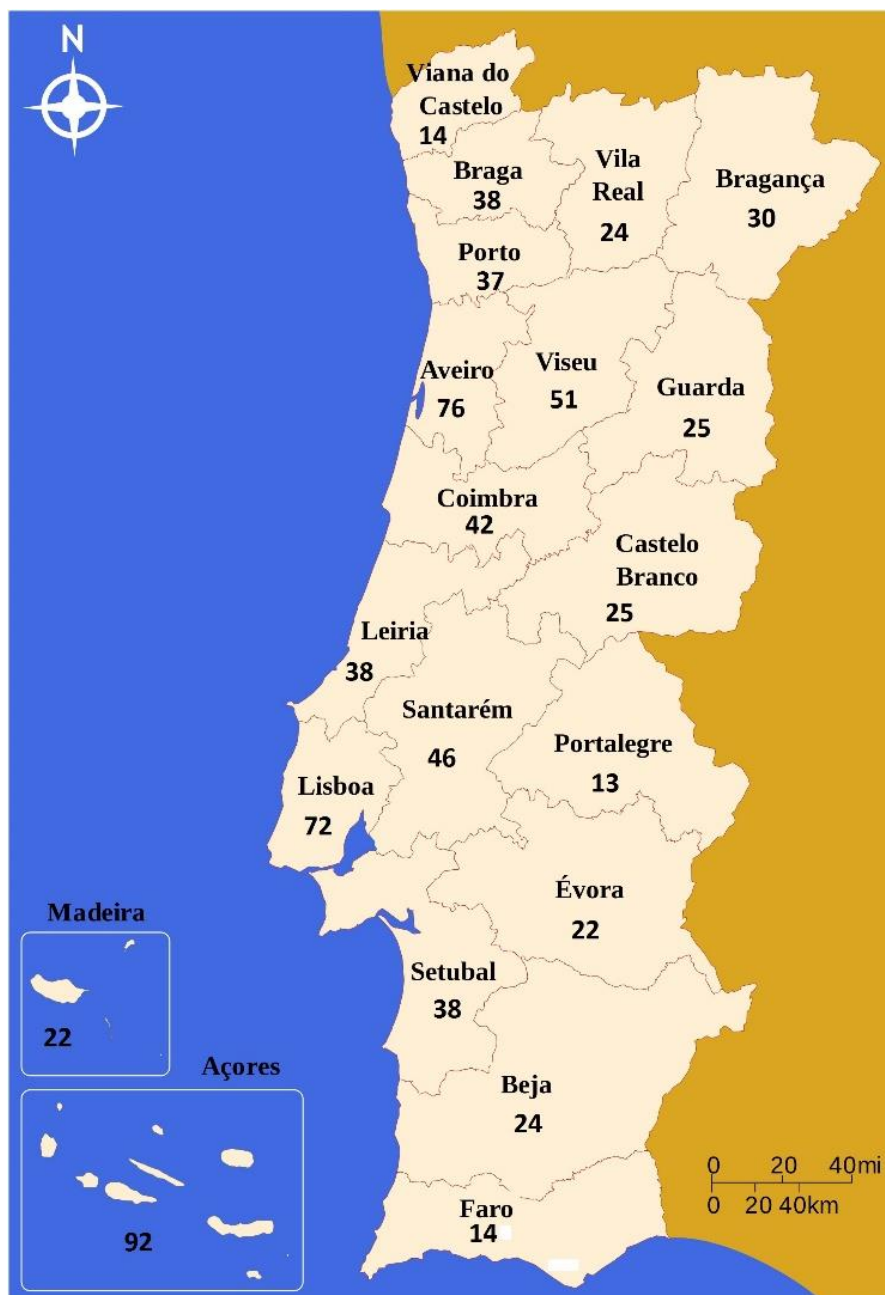 N
Viana do
Castelo
14
Braga
38
Vila
Real
24
Bragança
30
Porto
37
Aveiro
76
Viseu
51
Guarda
25
Coimbra
42
Castelo
Branco
25
Leiria
38
Santarém
46
Portalegre
13
Lisboa
72
Évora
22
Madeira
22
Setubal
38
Açores
92
Beja
24
Faro
14
0 20 40mi
0 20 40km